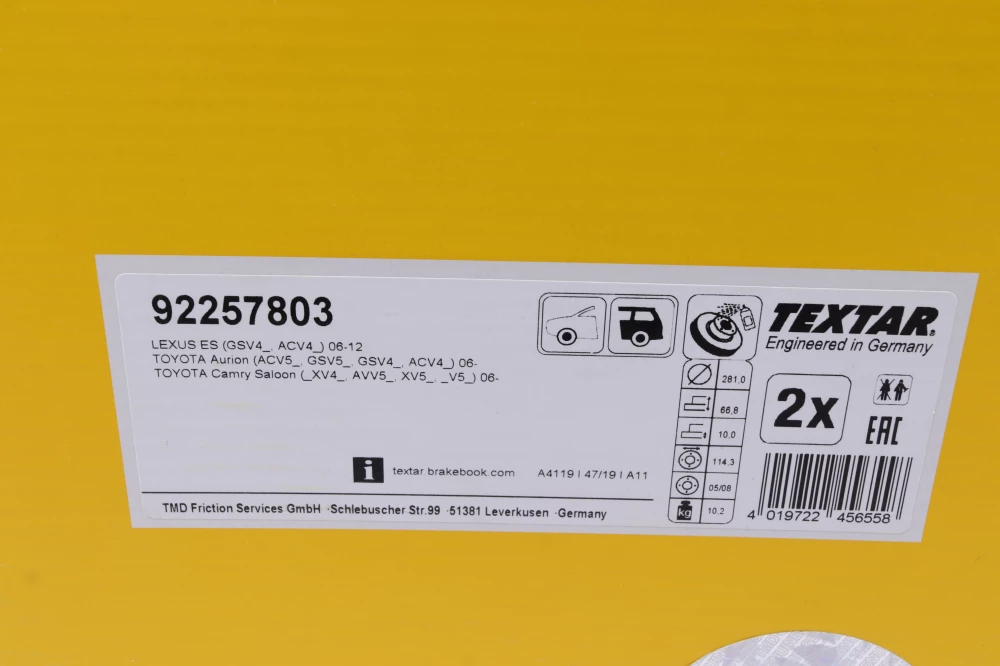 92257803
LEXUS ES (GSV4_, ACV4_) 06-12
TOYOTA Aurion (ACV5_, GSV5_, GSV4_, ACV4_) 06-
TOYOTA Camry Saloon (_XV4_, AVV5_, XV5_, _V5_) 06-
i textar brakebook.com A4119 | 47/19 | A11
TMD Friction Services GmbH · Schlebuscher Str.99 · 51381 Leverkusen · Germany
281,0
66,8
10,0
114,3
05/08
kg 10,2
TEXTAR®
Engineered in Germany
2x
EAC
4 019722 456558